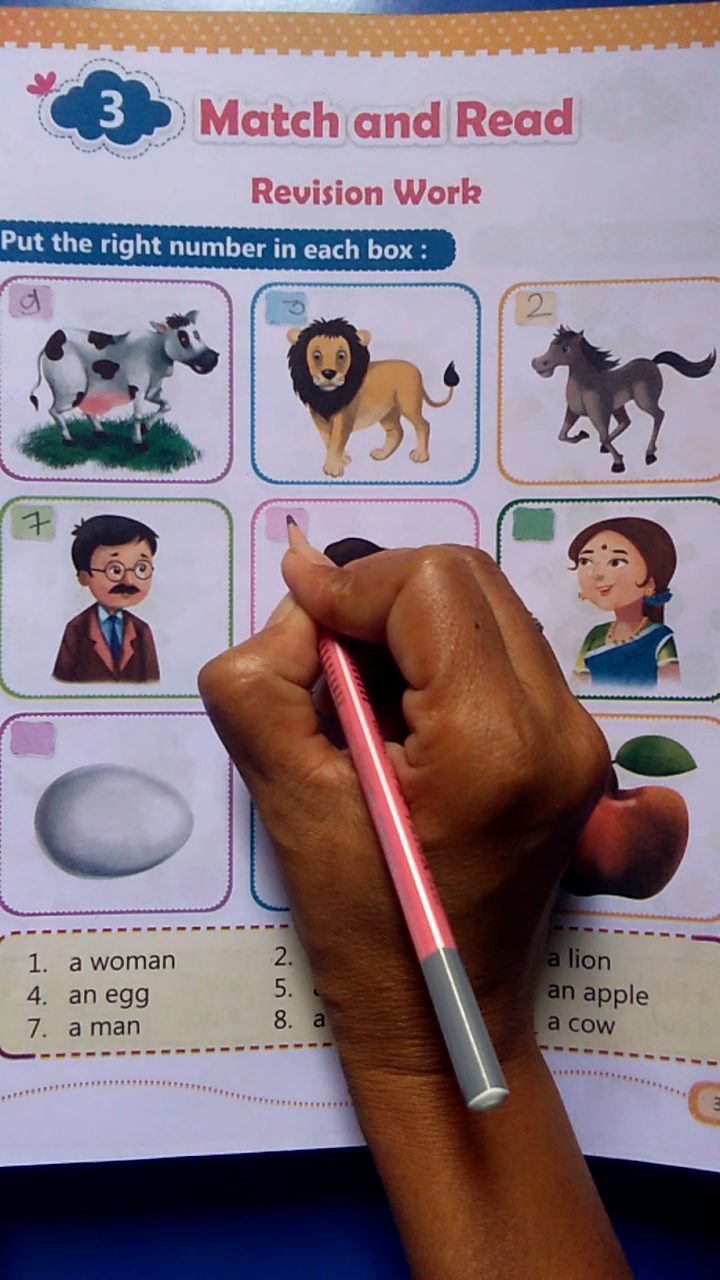 3
Match and Read
Revision Work
Put the right number in each box :
9 3 2
7
1. a woman 2. a lion
4. an egg 5. an apple
7. a man 8. a a cow
3